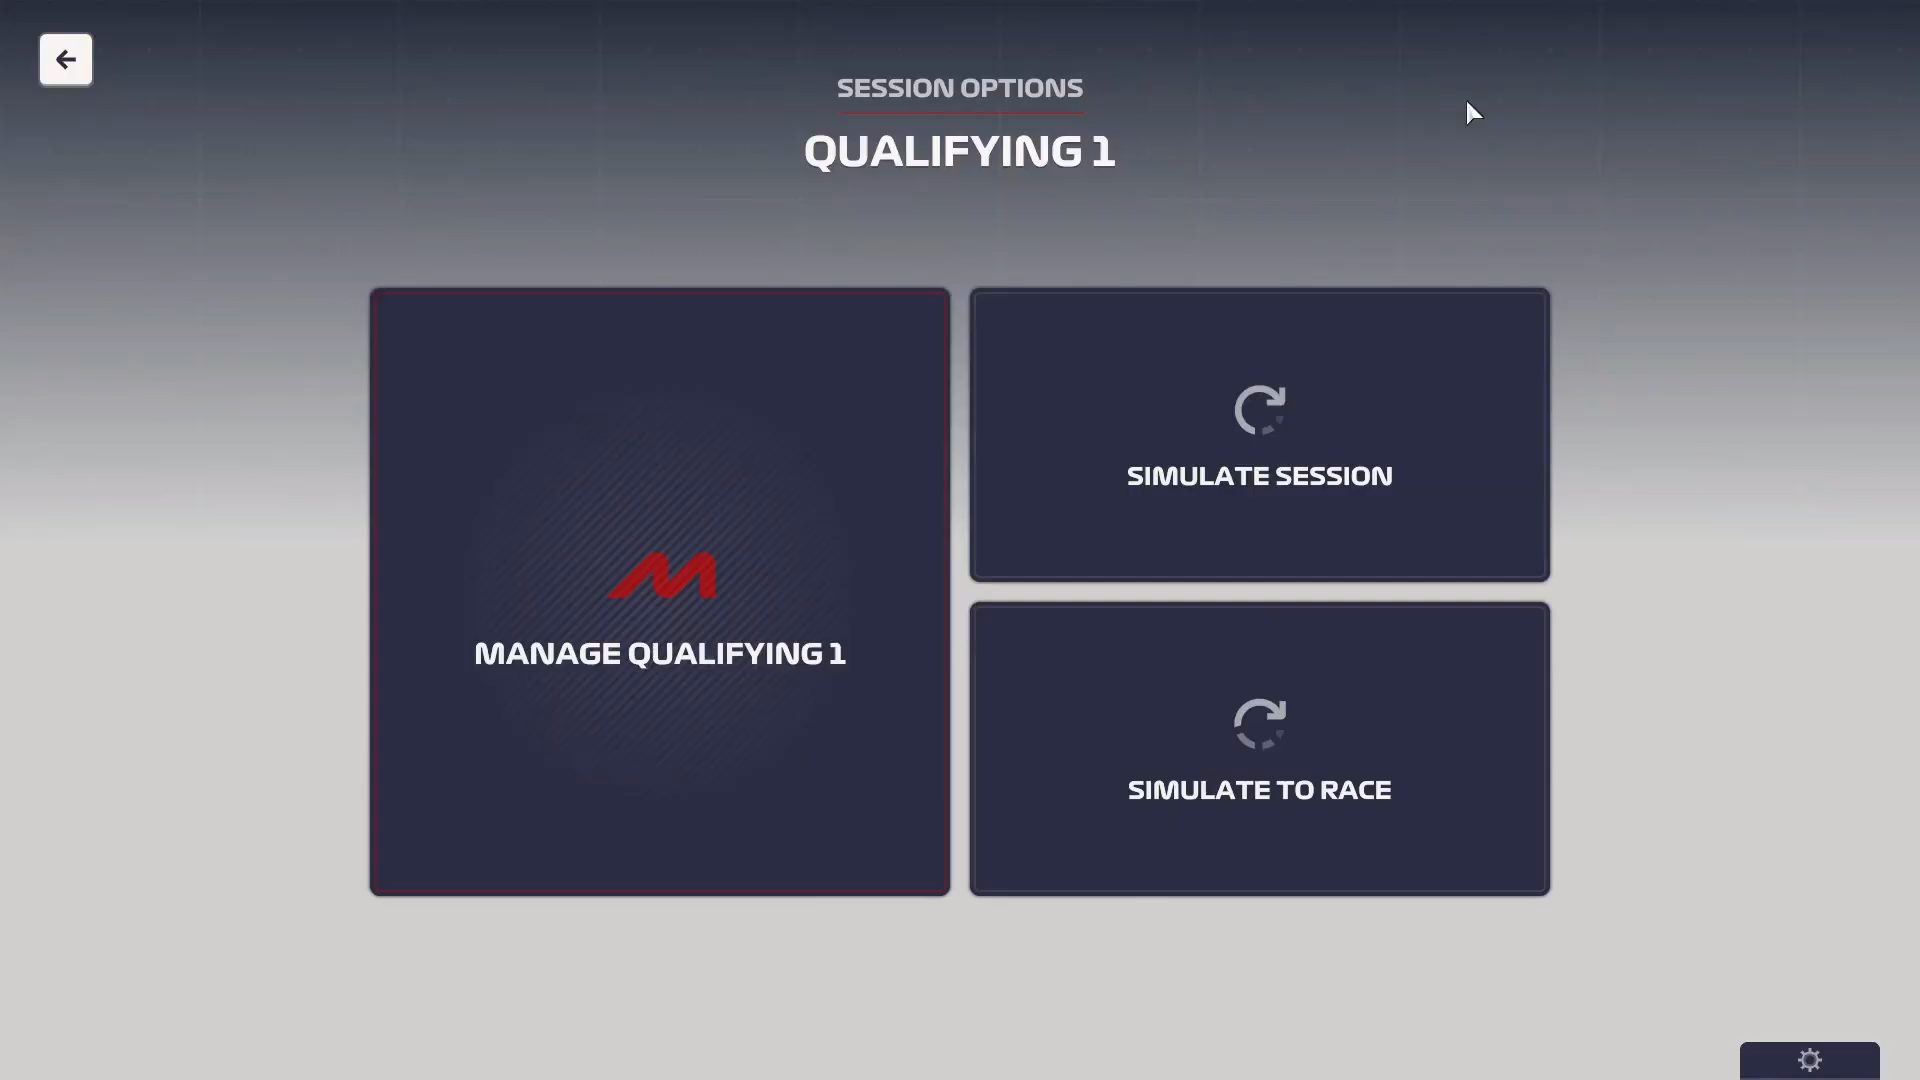 SESSION OPTIONS
QUALIFYING 1
MANAGE QUALIFYING 1
SIMULATE SESSION
SIMULATE TO RACE